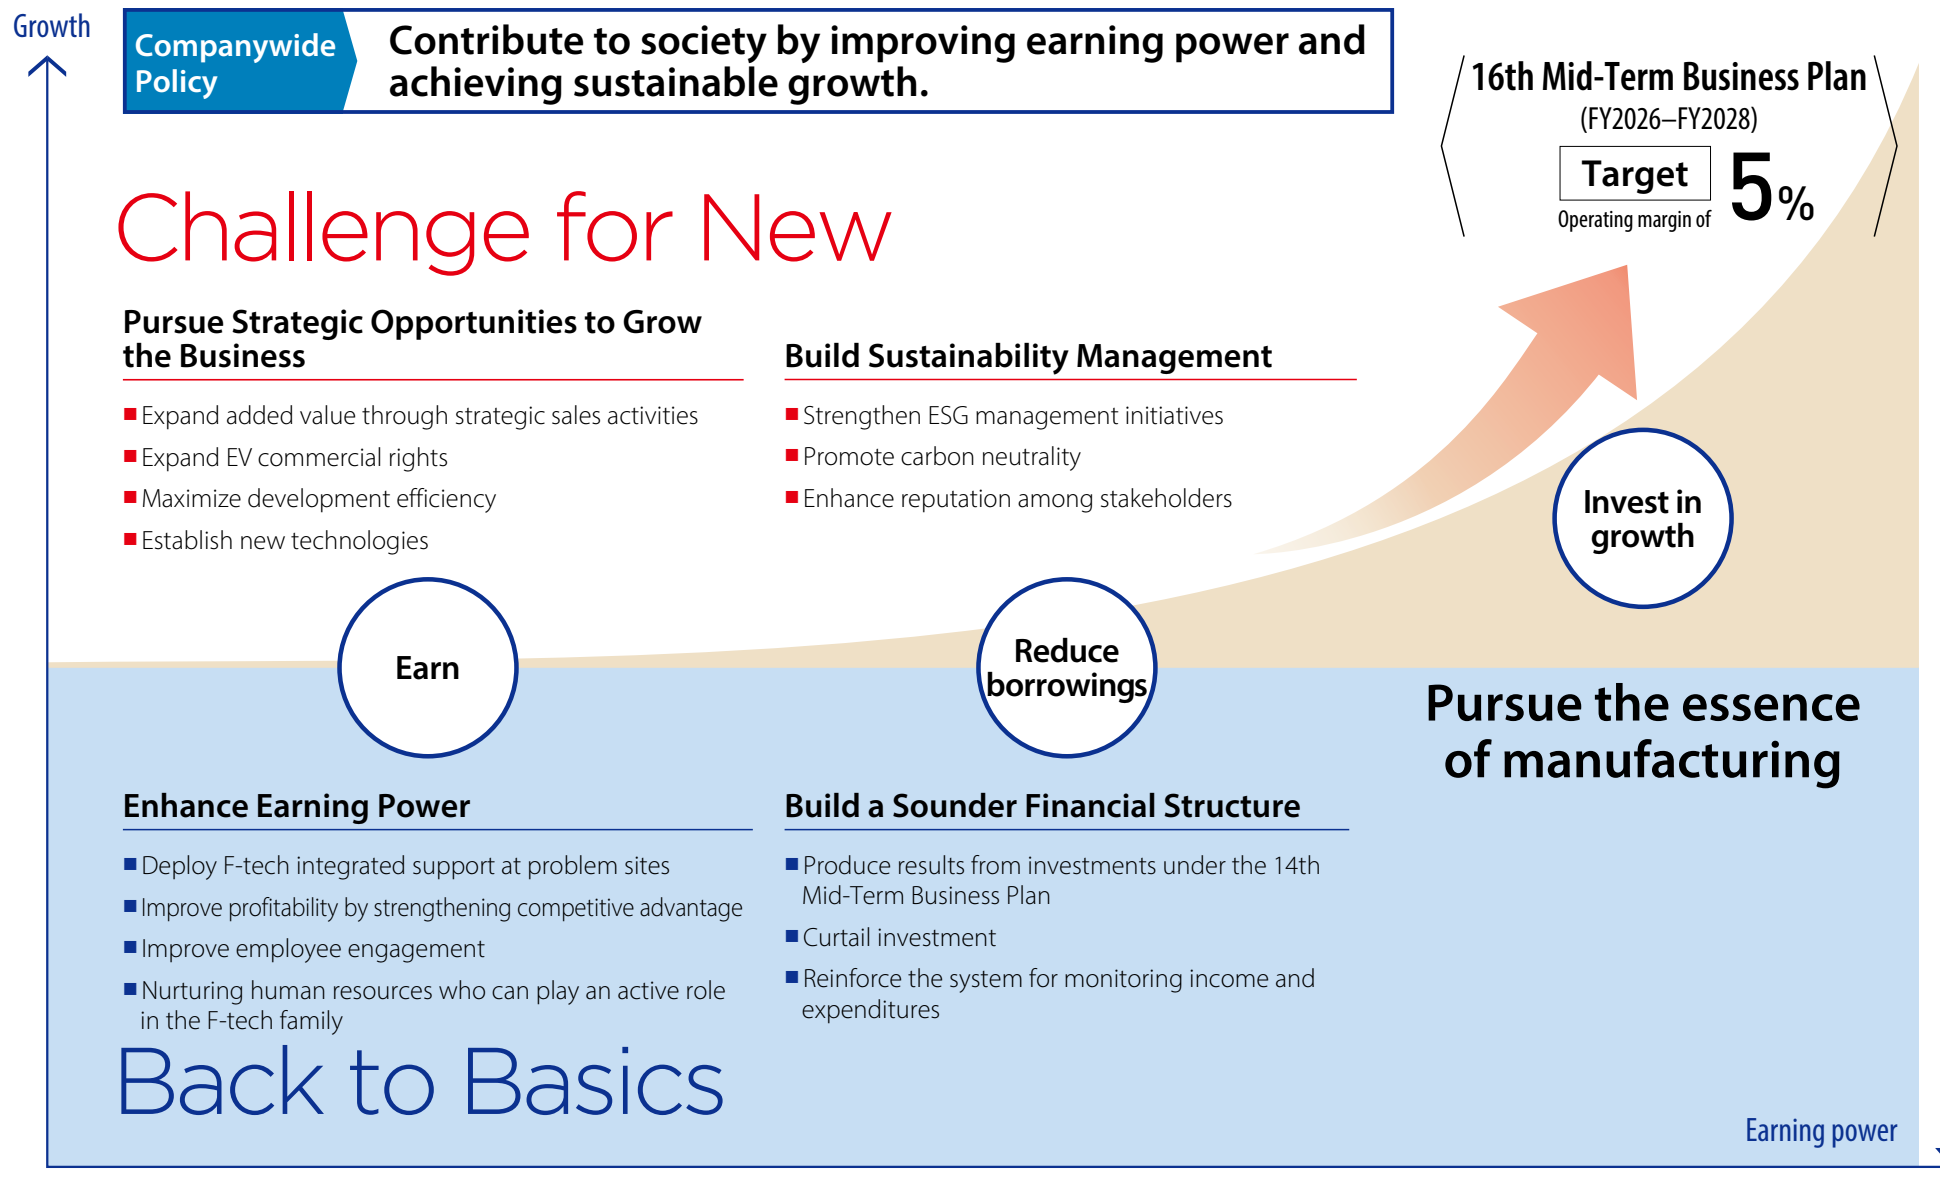 Growth
Companywide
Policy
Contribute to society by improving earning power and
achieving sustainable growth.
16th Mid-Term Business Plan
(FY2026–FY2028)
Target
Operating margin of
5%
Challenge for New
Pursue Strategic Opportunities to Grow
the Business
■Expand added value through strategic sales activities
■Expand EV commercial rights
■Maximize development efficiency
■Establish new technologies
Build Sustainability Management
■Strengthen ESG management initiatives
■Promote carbon neutrality
■Enhance reputation among stakeholders
Earn
Reduce
borrowings
Invest in
growth
Pursue the essence
of manufacturing
Enhance Earning Power
■Deploy F-tech integrated support at problem sites
■Improve profitability by strengthening competitive advantage
■Improve employee engagement
■Nurturing human resources who can play an active role
in the F-tech family
Build a Sounder Financial Structure
■Produce results from investments under the 14th
Mid-Term Business Plan
■Curtail investment
■Reinforce the system for monitoring income and
expenditures
Back to Basics
Earning power